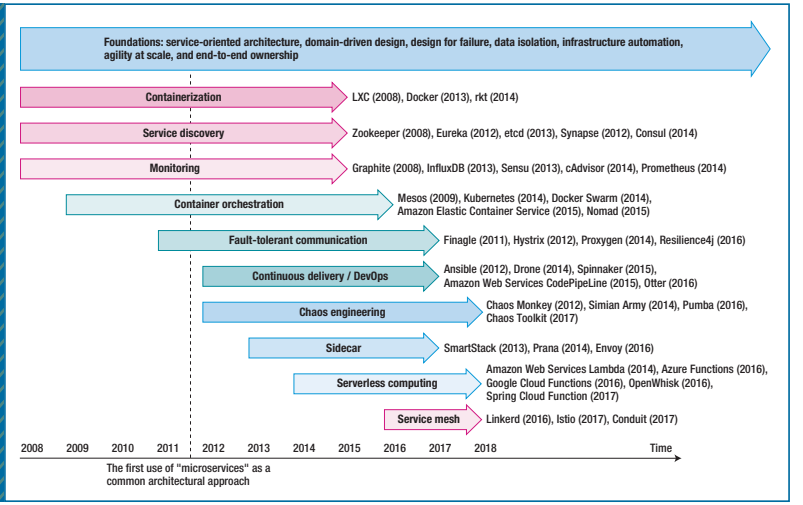 Foundations: service-oriented architecture, domain-driven design, design for failure, data isolation, infrastructure automation,
agility at scale, and end-to-end ownership
Containerization
LXC (2008), Docker (2013), rkt (2014)
Service discovery
Zookeeper (2008), Eureka (2012), etcd (2013), Synapse (2012), Consul (2014)
Monitoring
Graphite (2008), InfluxDB (2013), Sensu (2013), cAdvisor (2014), Prometheus (2014)
Container orchestration
Mesos (2009), Kubernetes (2014), Docker Swarm (2014),
Amazon Elastic Container Service (2015), Nomad (2015)
Fault-tolerant communication
Finagle (2011), Hystrix (2012), Proxygen (2014), Resilience4j (2016)
Continuous delivery / DevOps
Ansible (2012), Drone (2014), Spinnaker (2015),
Amazon Web Services CodePipeLine (2015), Otter (2016)
Chaos engineering
Chaos Monkey (2012), Simian Army (2014), Pumba (2016),
Chaos Toolkit (2017)
Sidecar
SmartStack (2013), Prana (2014), Envoy (2016)
Serverless computing
Amazon Web Services Lambda (2014), Azure Functions (2016),
Google Cloud Functions (2016), OpenWhisk (2016),
Spring Cloud Function (2017)
Service mesh
Linkerd (2016), Istio (2017), Conduit (2017)
2008 2009 2010 2011 2012 2013 2014 2015 2016 2017 2018 Time
The first use of "microservices" as a
common architectural approach